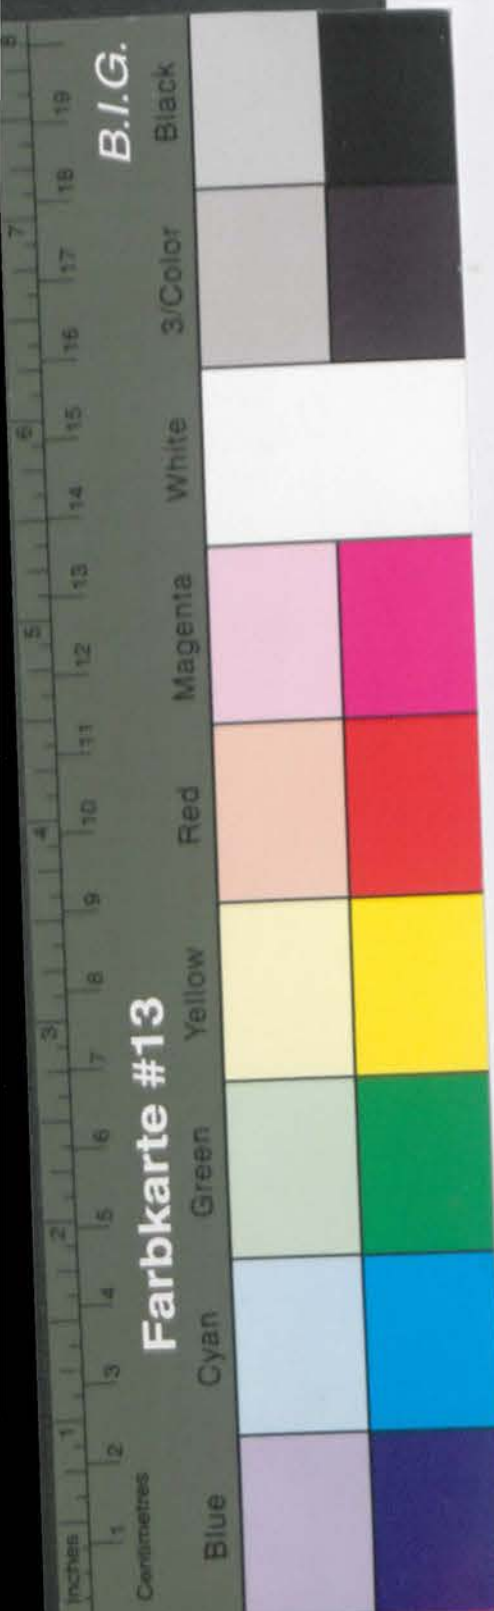 Inches 1 2 3 4 5 6 7 8
Centimetres 1 2 3 4 5 6 7 8 9 10 11 12 13 14 15 16 17 18 19
Farbkarte #13 B.I.G.
Blue Cyan Green Yellow Red Magenta White 3/Color Black